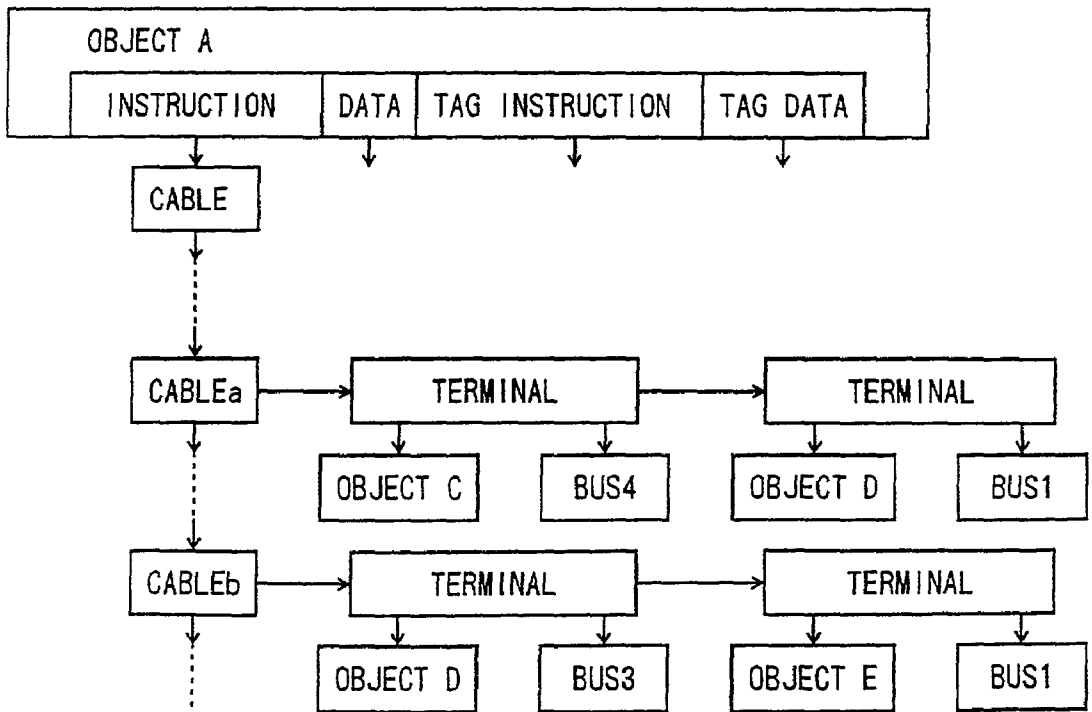 OBJECT A
INSTRUCTION DATA TAG INSTRUCTION TAG DATA
CABLE
CABLEa TERMINAL TERMINAL
OBJECT C BUS4 OBJECT D BUS1
CABLEb TERMINAL TERMINAL
OBJECT D BUS3 OBJECT E BUS1